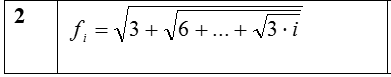 2
f_i = √(3 + √(6 + ... + √(3 · i)))